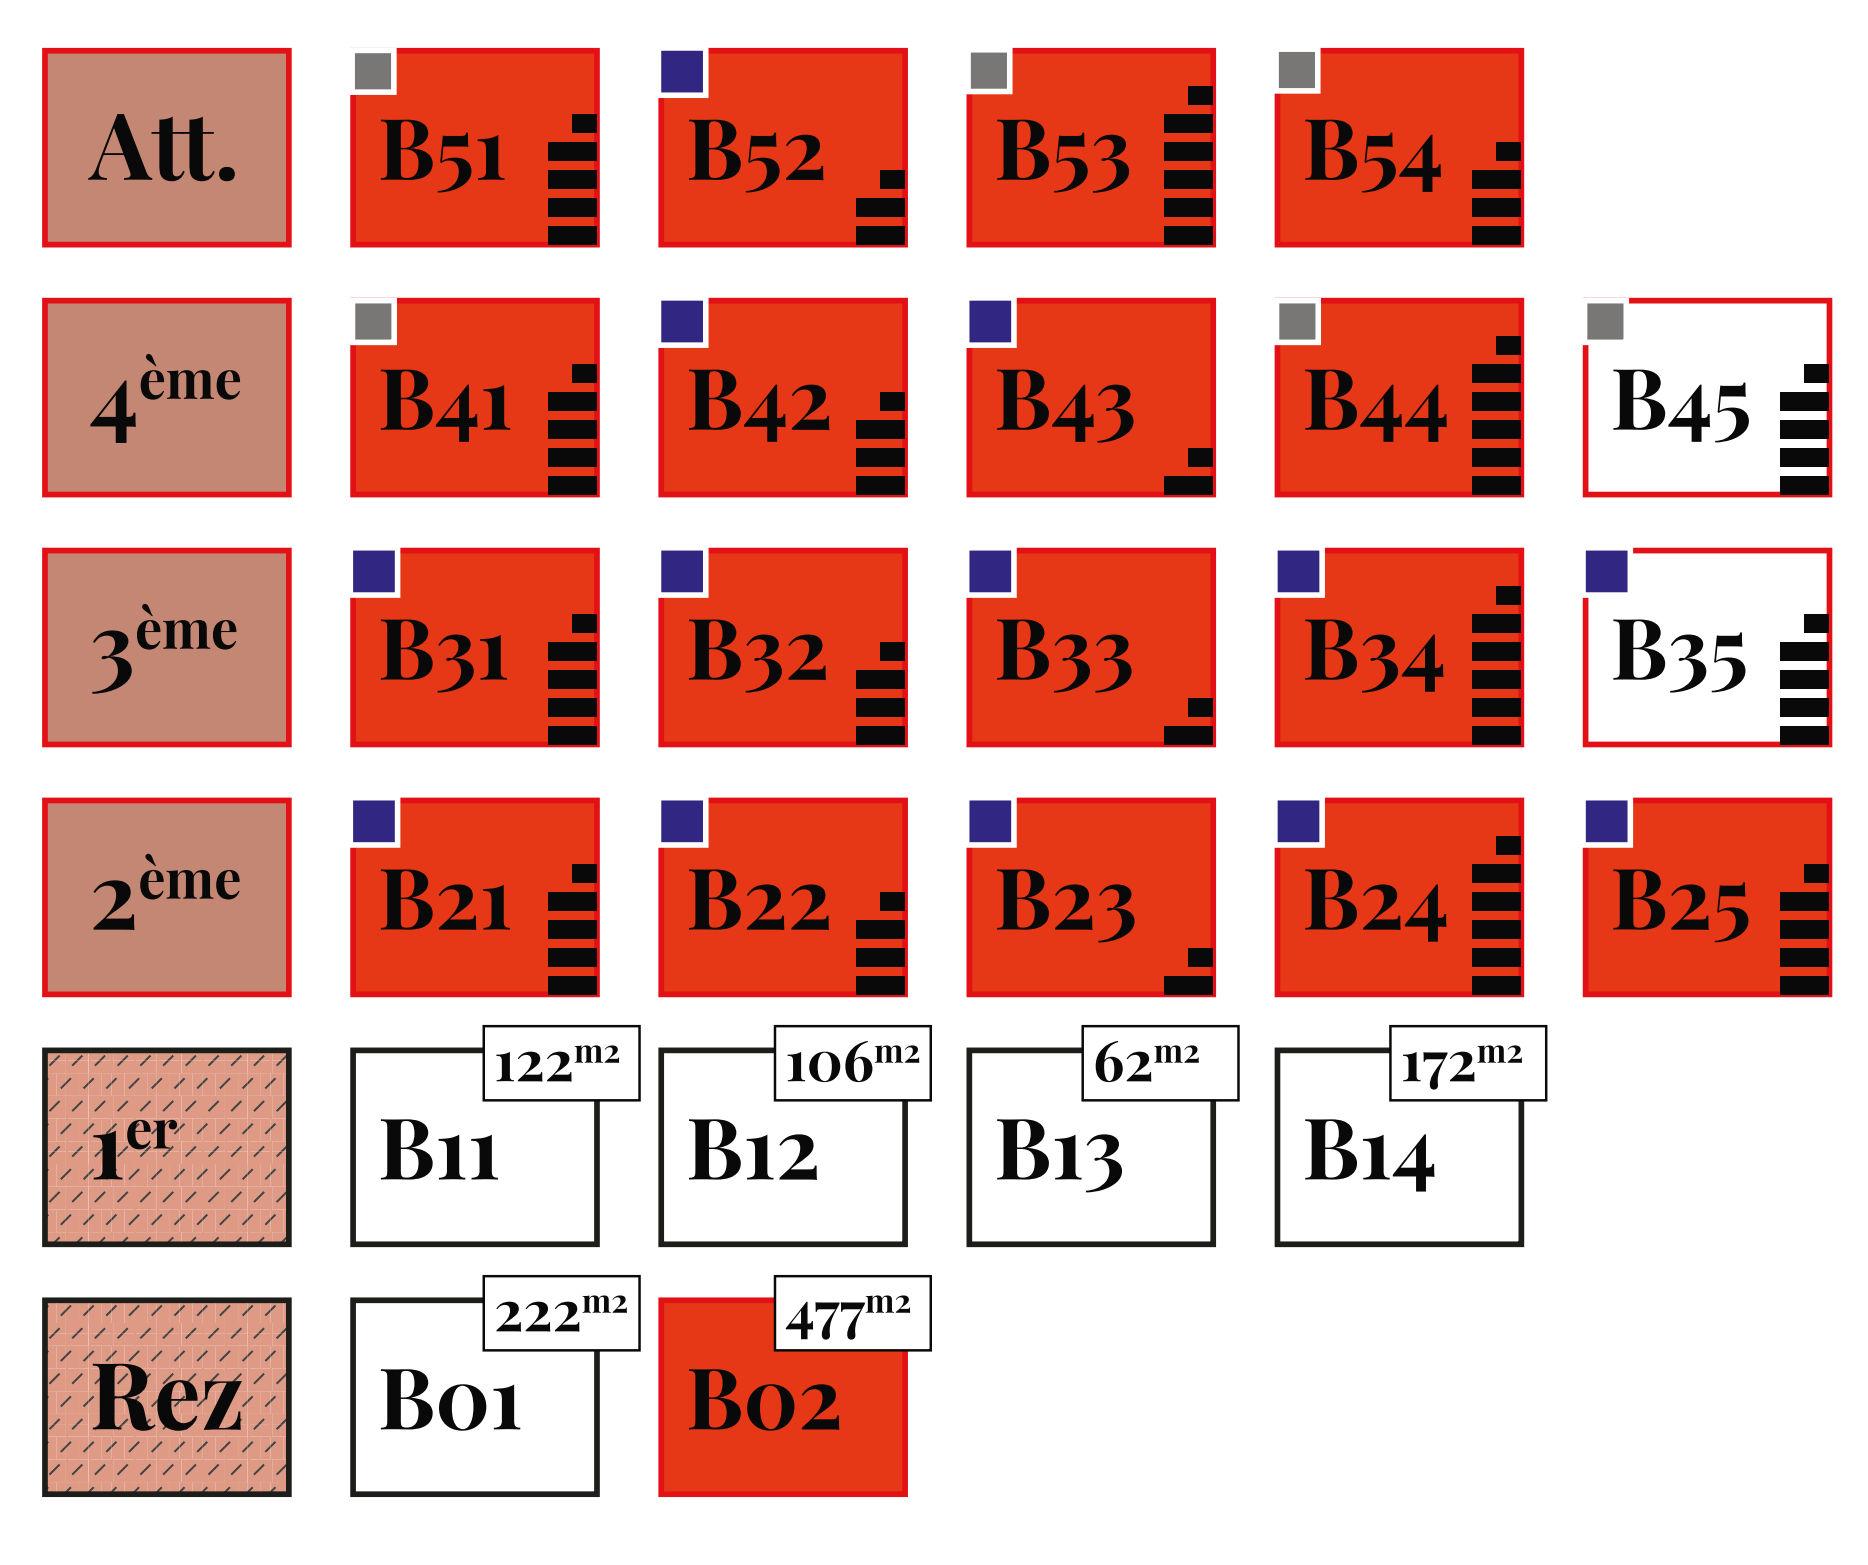 Att. B51 B52 B53 B54
4ème B41 B42 B43 B44 B45
3ème B31 B32 B33 B34 B35
2ème B21 B22 B23 B24 B25
122m2 106m2 62m2 172m2
1er B11 B12 B13 B14
222m2 477m2
Rez B01 B02